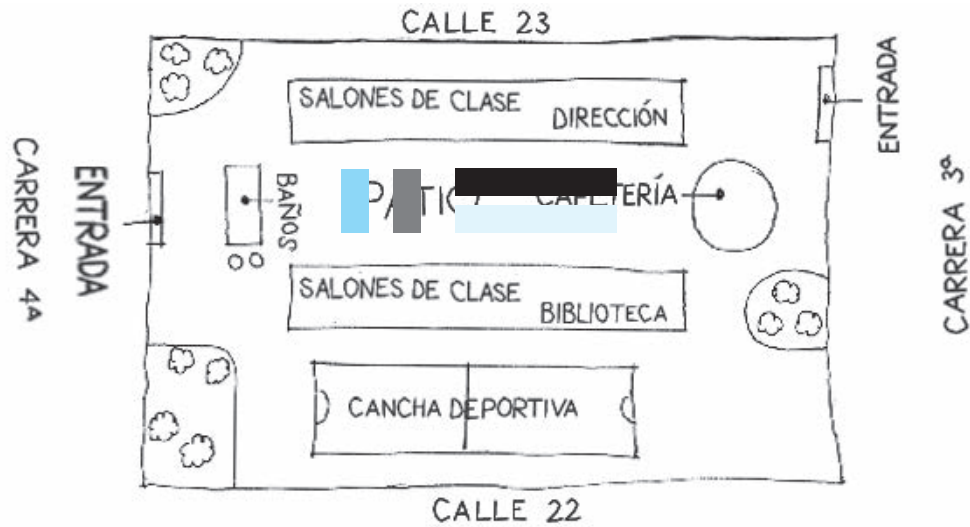 CALLE 23
SALONES DE CLASE
DIRECCIÓN
ENTRADA
CARRERA 4A
ENTRADA
BAÑOS
CAFETERÍA
CARRERA 3ª
SALONES DE CLASE
BIBLIOTECA
CANCHA DEPORTIVA
CALLE 22